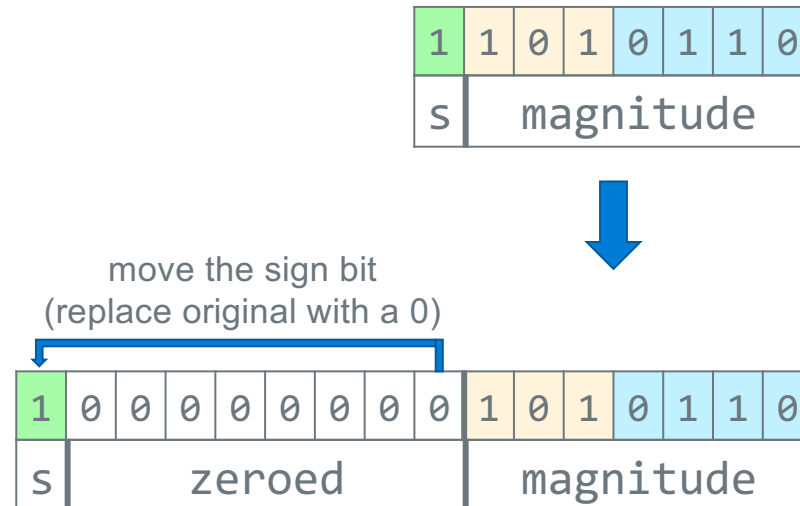 1 1 0 1 0 1 1 0
s magnitude
move the sign bit
(replace original with a 0)
1 0 0 0 0 0 0 0 0 1 0 1 0 1 1 0
s zeroed magnitude